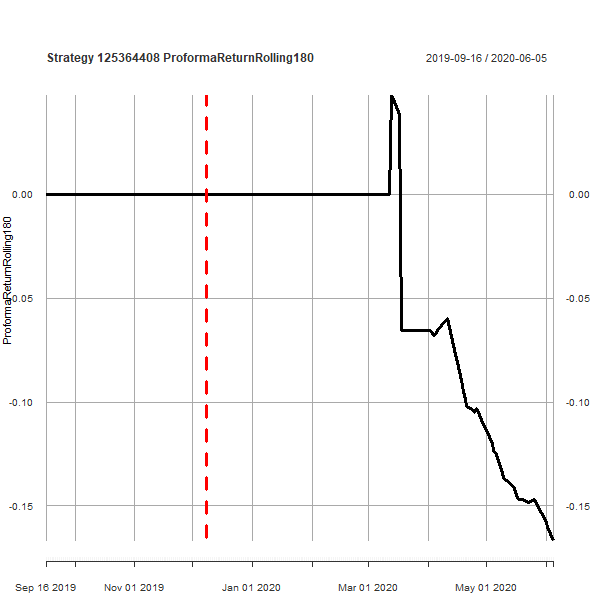 Strategy 125364408 ProformaReturnRolling180
2019-09-16 / 2020-06-05
ProformaReturnRolling180
0.00
-0.05
-0.10
-0.15
0.00
-0.05
-0.10
-0.15
Sep 16 2019
Nov 01 2019
Jan 01 2020
Mar 01 2020
May 01 2020